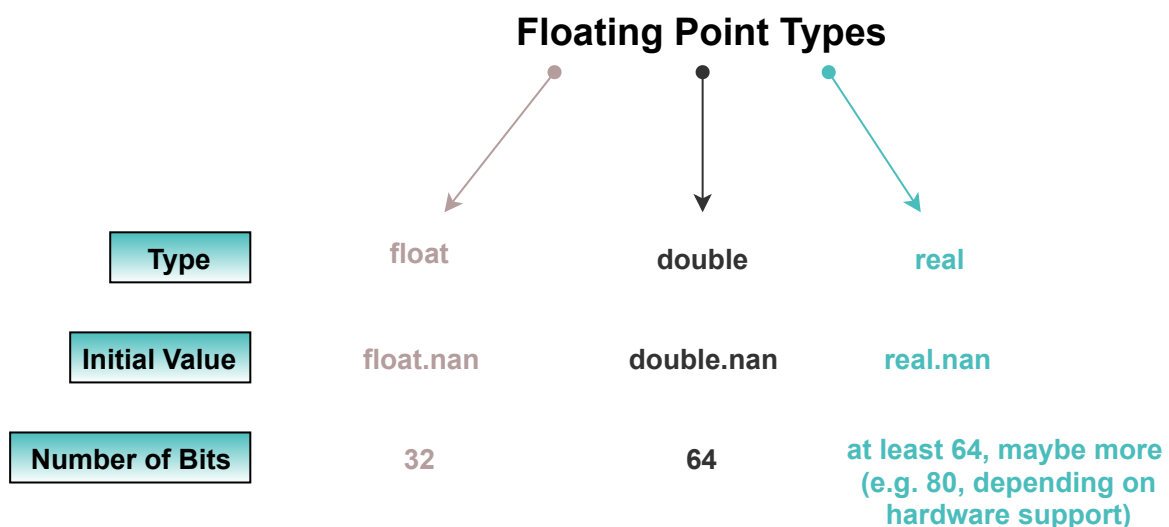 Floating Point Types
Type
float
double
real
Initial Value
float.nan
double.nan
real.nan
Number of Bits
32
64
at least 64, maybe more
(e.g. 80, depending on
hardware support)